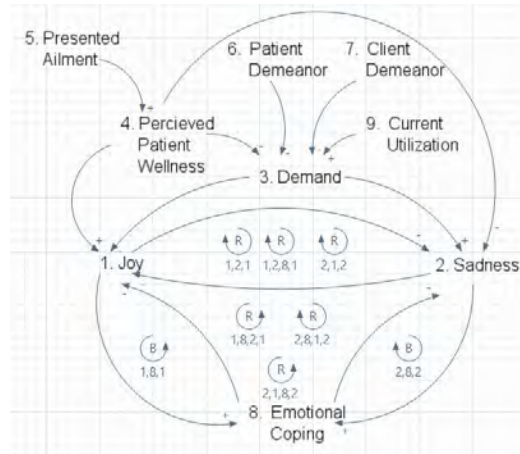 5. Presented
Ailment
6. Patient
Demeanor
7. Client
Demeanor
4. Percieved
Patient
Wellness
9. Current
Utilization
3. Demand
R
1,2,1
R
1,2,8,1
R
2,1,2
1. Joy
2. Sadness
R
1,8,2,1
R
2,8,1,2
B
1,8,1
R
2,1,8,2
B
2,8,2
8. Emotional
Coping